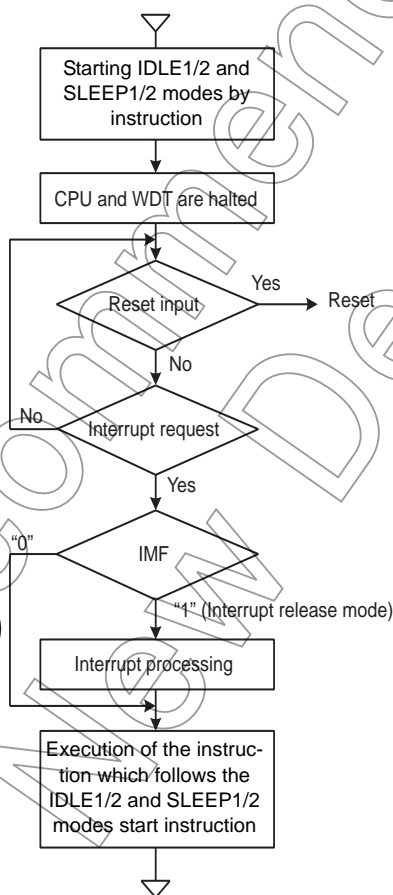 Starting IDLE1/2 and
SLEEP1/2 modes by
instruction
CPU and WDT are halted
Reset input
Yes
Reset
No
No
Interrupt request
Yes
"0"
IMF
"1" (Interrupt release mode)
Interrupt processing
Execution of the instruc-
tion which follows the
IDLE1/2 and SLEEP1/2
modes start instruction